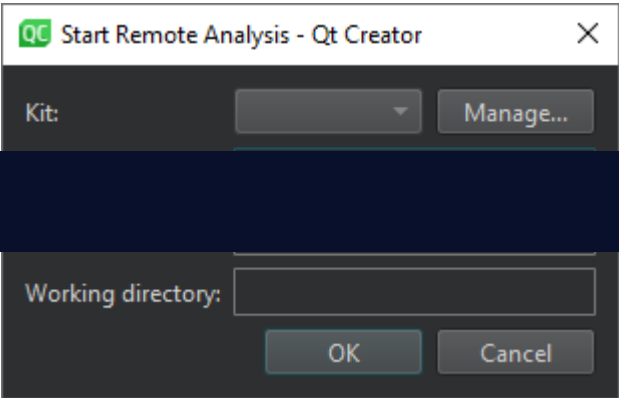 QC Start Remote Analysis - Qt Creator
Kit: Manage...
Working directory:
OK Cancel